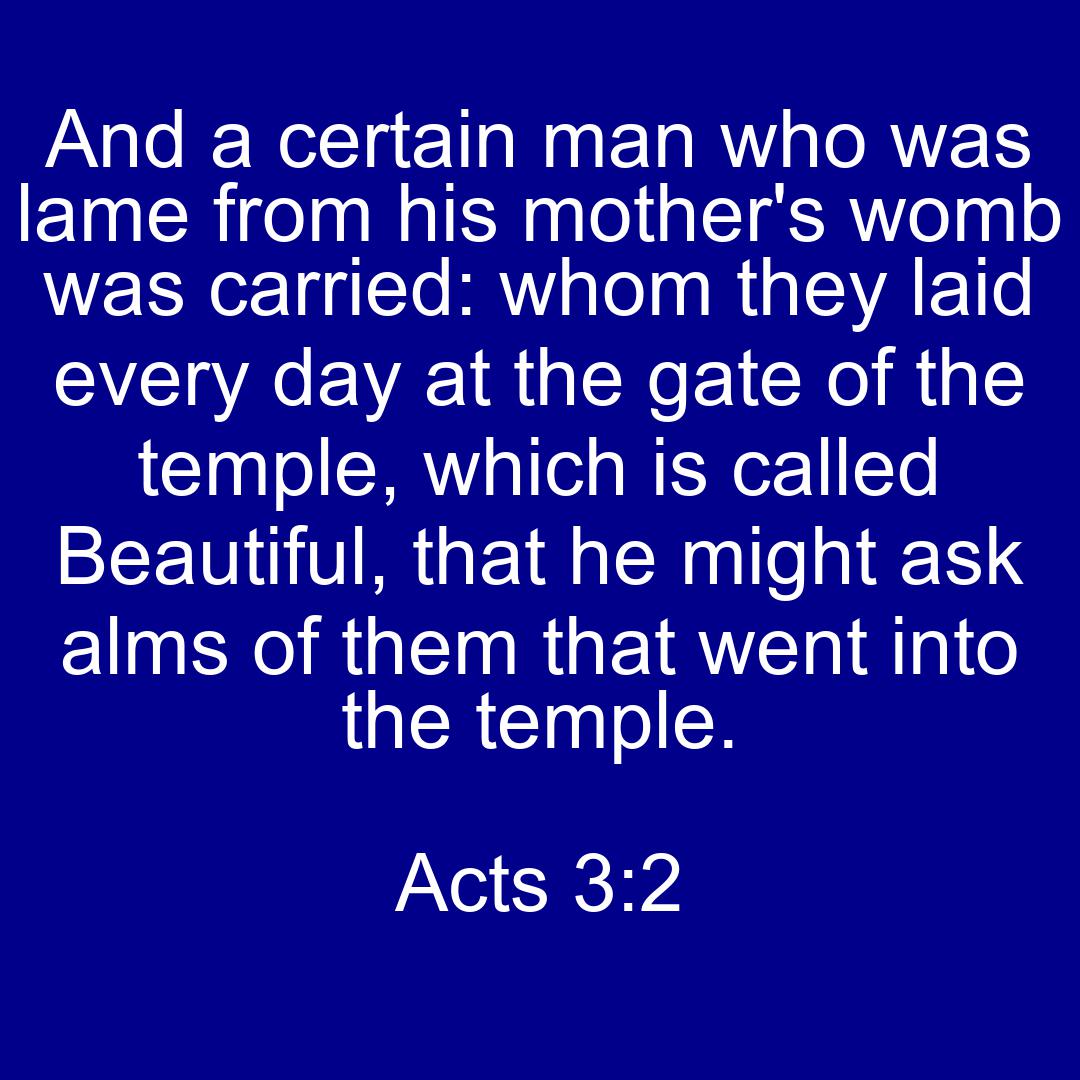 And a certain man who was
lame from his mother's womb
was carried: whom they laid
every day at the gate of the
temple, which is called
Beautiful, that he might ask
alms of them that went into
the temple.
Acts 3:2